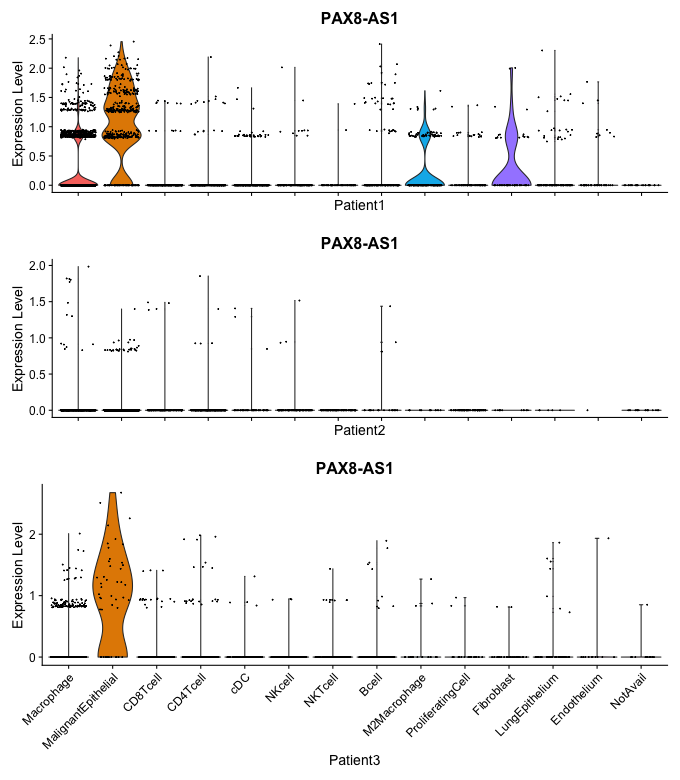 PAX8-AS1
Expression Level
2.5
2.0
1.5
1.0
0.5
0.0
Patient1
PAX8-AS1
Expression Level
2.0
1.5
1.0
0.5
0.0
Patient2
PAX8-AS1
Expression Level
2
1
0
Macrophage
MalignantEpithelial
CD8Tcell
CD4Tcell
cDC
NKcell
NKTcell
Bcell
M2Macrophage
ProliferatingCell
Fibroblast
LungEpithelium
Endothelium
NotAvail
Patient3